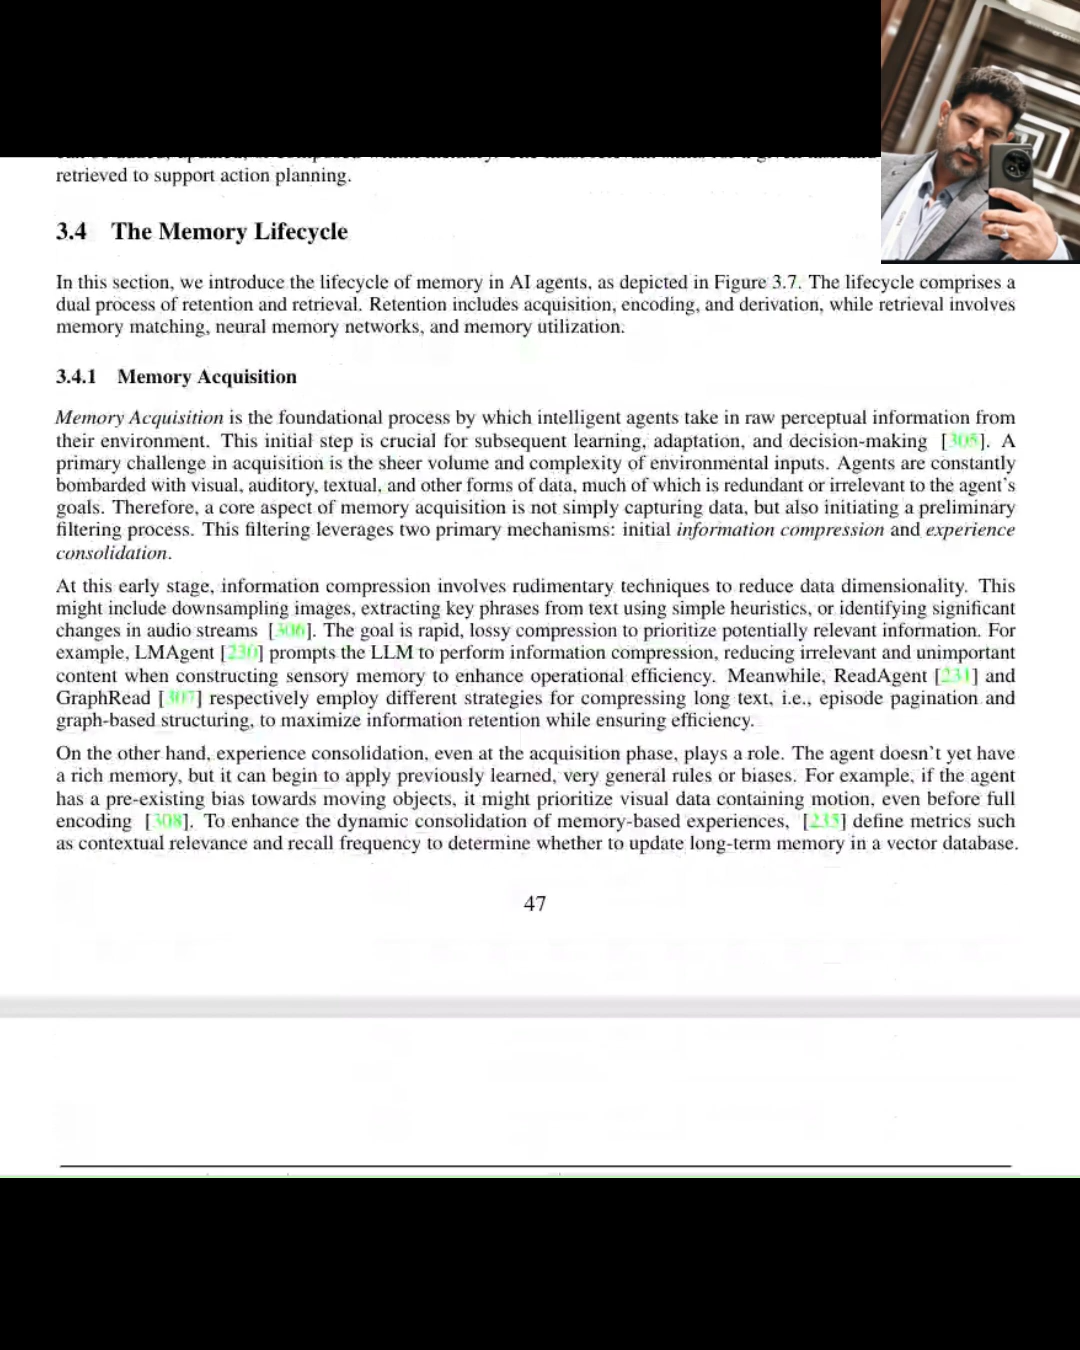 retrieved to support action planning.
3.4 The Memory Lifecycle
In this section, we introduce the lifecycle of memory in AI agents, as depicted in Figure 3.7. The lifecycle comprises a
dual process of retention and retrieval. Retention includes acquisition, encoding, and derivation, while retrieval involves
memory matching, neural memory networks, and memory utilization.
3.4.1 Memory Acquisition
Memory Acquisition is the foundational process by which intelligent agents take in raw perceptual information from
their environment. This initial step is crucial for subsequent learning, adaptation, and decision-making [305]. A
primary challenge in acquisition is the sheer volume and complexity of environmental inputs. Agents are constantly
bombarded with visual, auditory, textual, and other forms of data, much of which is redundant or irrelevant to the agent's
goals. Therefore, a core aspect of memory acquisition is not simply capturing data, but also initiating a preliminary
filtering process. This filtering leverages two primary mechanisms: initial information compression and experience
consolidation.
At this early stage, information compression involves rudimentary techniques to reduce data dimensionality. This
might include downsampling images, extracting key phrases from text using simple heuristics, or identifying significant
changes in audio streams [306]. The goal is rapid, lossy compression to prioritize potentially relevant information. For
example, LMAgent [230] prompts the LLM to perform information compression, reducing irrelevant and unimportant
content when constructing sensory memory to enhance operational efficiency. Meanwhile, ReadAgent [231] and
GraphRead [307] respectively employ different strategies for compressing long text, i.e., episode pagination and
graph-based structuring, to maximize information retention while ensuring efficiency.
On the other hand, experience consolidation, even at the acquisition phase, plays a role. The agent doesn't yet have
a rich memory, but it can begin to apply previously learned, very general rules or biases. For example, if the agent
has a pre-existing bias towards moving objects, it might prioritize visual data containing motion, even before full
encoding [308]. To enhance the dynamic consolidation of memory-based experiences, [235] define metrics such
as contextual relevance and recall frequency to determine whether to update long-term memory in a vector database.
47